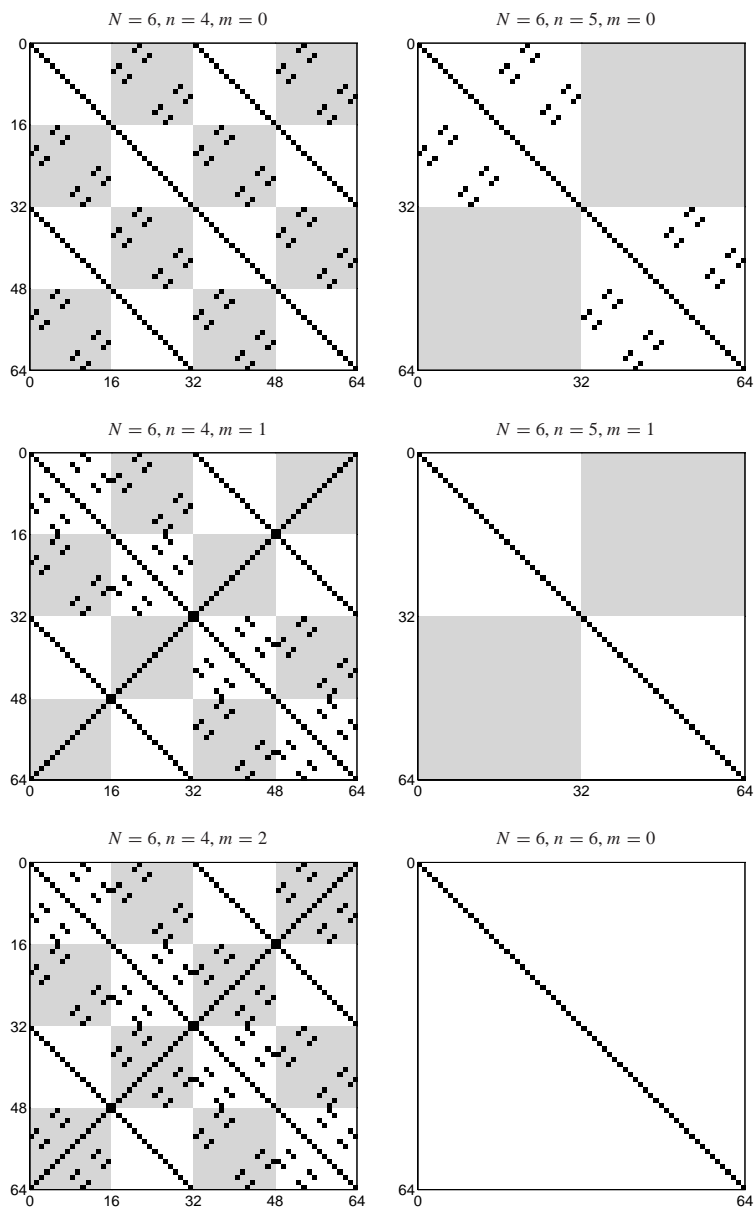 N = 6, n = 4, m = 0
0
16
32
48
64
0 16 32 48 64
N = 6, n = 5, m = 0
0
32
64
0 32 64
N = 6, n = 4, m = 1
0
16
32
48
64
0 16 32 48 64
N = 6, n = 5, m = 1
0
32
64
0 32 64
N = 6, n = 4, m = 2
0
16
32
48
64
0 16 32 48 64
N = 6, n = 6, m = 0
0
64
0 64